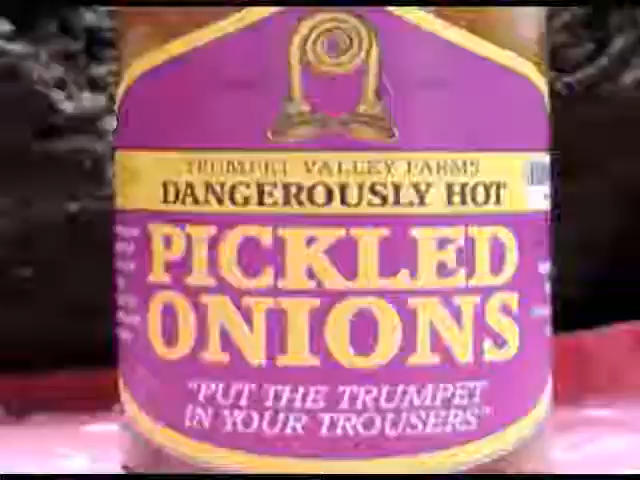 TRUMPET VALLEY FARMS
DANGEROUSLY HOT
PICKLED
ONIONS
"PUT THE TRUMPET
IN YOUR TROUSERS"